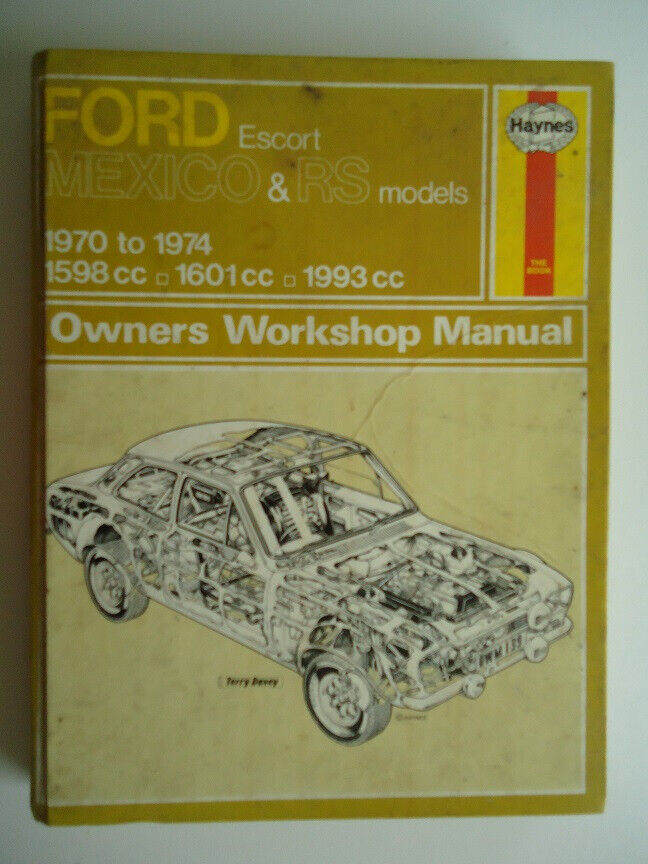 FORD Escort
MEXICO & RS models
1970 to 1974
1598 cc 1601 cc 1993 cc
Haynes
THE
BOOK
Owners Workshop Manual
Terry Davey
© HAYNES